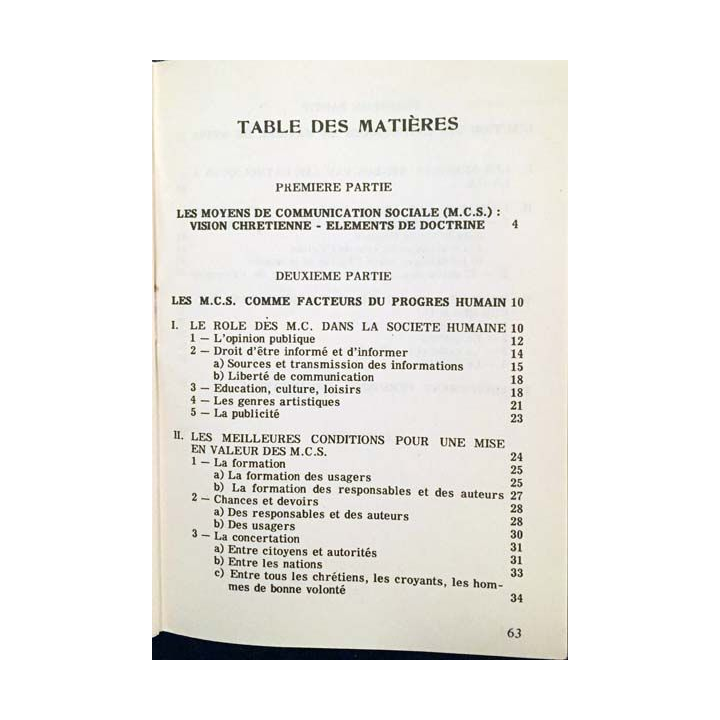 TABLE DES MATIÈRES
PREMIERE PARTIE
LES MOYENS DE COMMUNICATION SOCIALE (M.C.S.) :
VISION CHRETIENNE - ELEMENTS DE DOCTRINE 4
DEUXIEME PARTIE
LES M.C.S. COMME FACTEURS DU PROGRES HUMAIN 10
I. LE ROLE DES M.C. DANS LA SOCIETE HUMAINE 10
1 — L'opinion publique 12
2 — Droit d'être informé et d'informer 14
a) Sources et transmission des informations 15
b) Liberté de communication 18
3 — Education, culture, loisirs 18
4 — Les genres artistiques 21
5 — La publicité 23
II. LES MEILLEURES CONDITIONS POUR UNE MISE
EN VALEUR DES M.C.S. 24
1 — La formation 25
a) La formation des usagers 25
b) La formation des responsables et des auteurs 27
2 — Chances et devoirs 28
a) Des responsables et des auteurs 28
b) Des usagers 30
3 — La concertation 31
a) Entre citoyens et autorités 31
b) Entre les nations 33
c) Entre tous les chrétiens, les croyants, les hom-
mes de bonne volonté 34
63